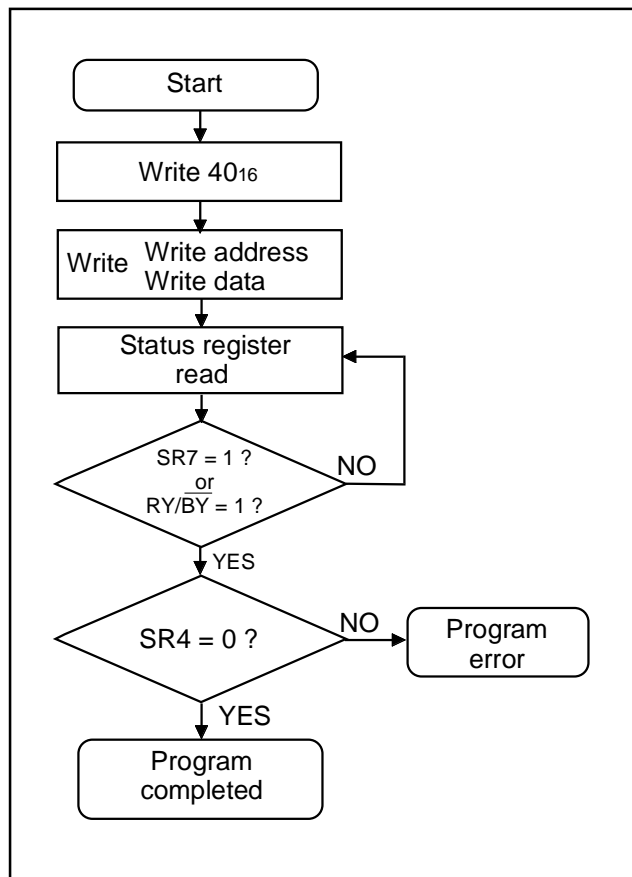 Start
Write 40₁₆
Write
Write address
Write data
Status register
read
SR7 = 1 ?
or
RY/B̅Y̅ = 1 ?
NO
YES
SR4 = 0 ?
NO
Program
error
YES
Program
completed